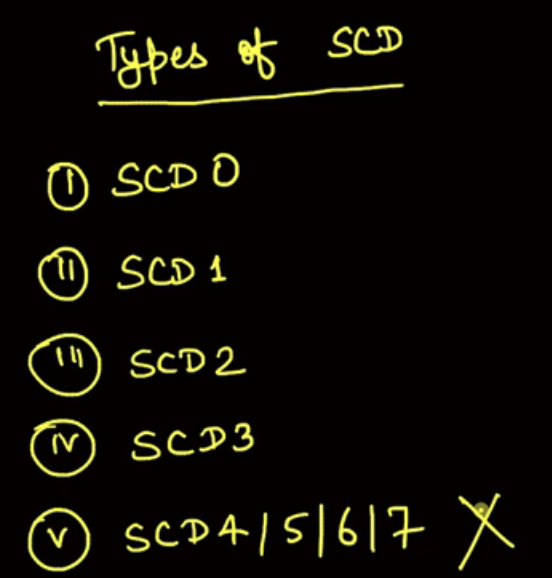 Types of SCD
I SCD 0
II SCD 1
III SCD 2
IV SCD 3
V SCD 4/5/6/7 X